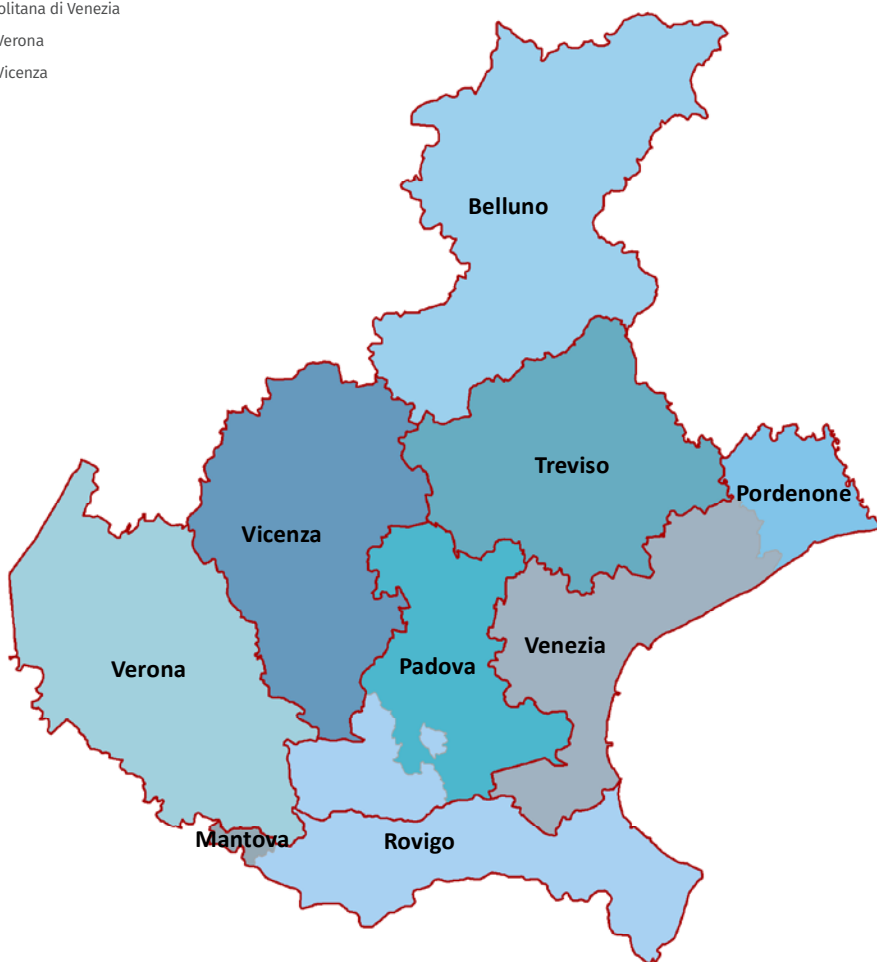 olitana di Venezia
Verona
Vicenza
Belluno
Treviso
Pordenone
Vicenza
Venezia
Padova
Verona
Mantova
Rovigo